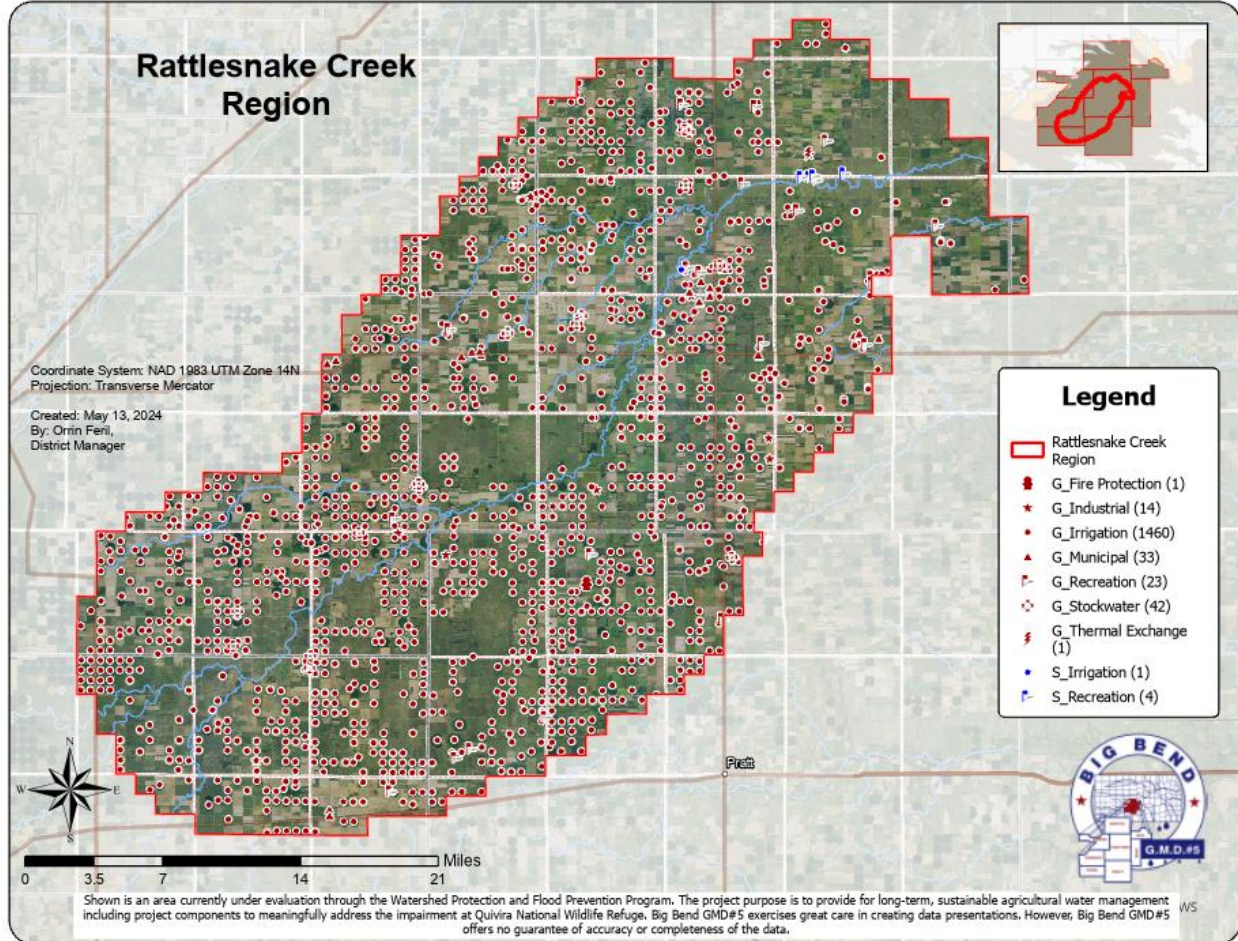 Rattlesnake Creek
Region
Coordinate System: NAD 1983 UTM Zone 14N
Projection: Transverse Mercator
Created: May 13, 2024
By: Orrin Feril,
District Manager
Legend
Rattlesnake Creek
Region
G_Fire Protection (1)
G_Industrial (14)
G_Irrigation (1460)
G_Municipal (33)
G_Recreation (23)
G_Stockwater (42)
G_Thermal Exchange
(1)
S_Irrigation (1)
S_Recreation (4)
Pratt
N
W
E
S
BIG BEND
G.M.D.#5
Miles
0
3.5
7
14
21
Shown is an area currently under evaluation through the Watershed Protection and Flood Prevention Program. The project purpose is to provide for long-term, sustainable agricultural water management
including project components to meaningfully address the impairment at Quivira National Wildlife Refuge. Big Bend GMD#5 exercises great care in creating data presentations. However, Big Bend GMD#5
offers no guarantee of accuracy or completeness of the data.